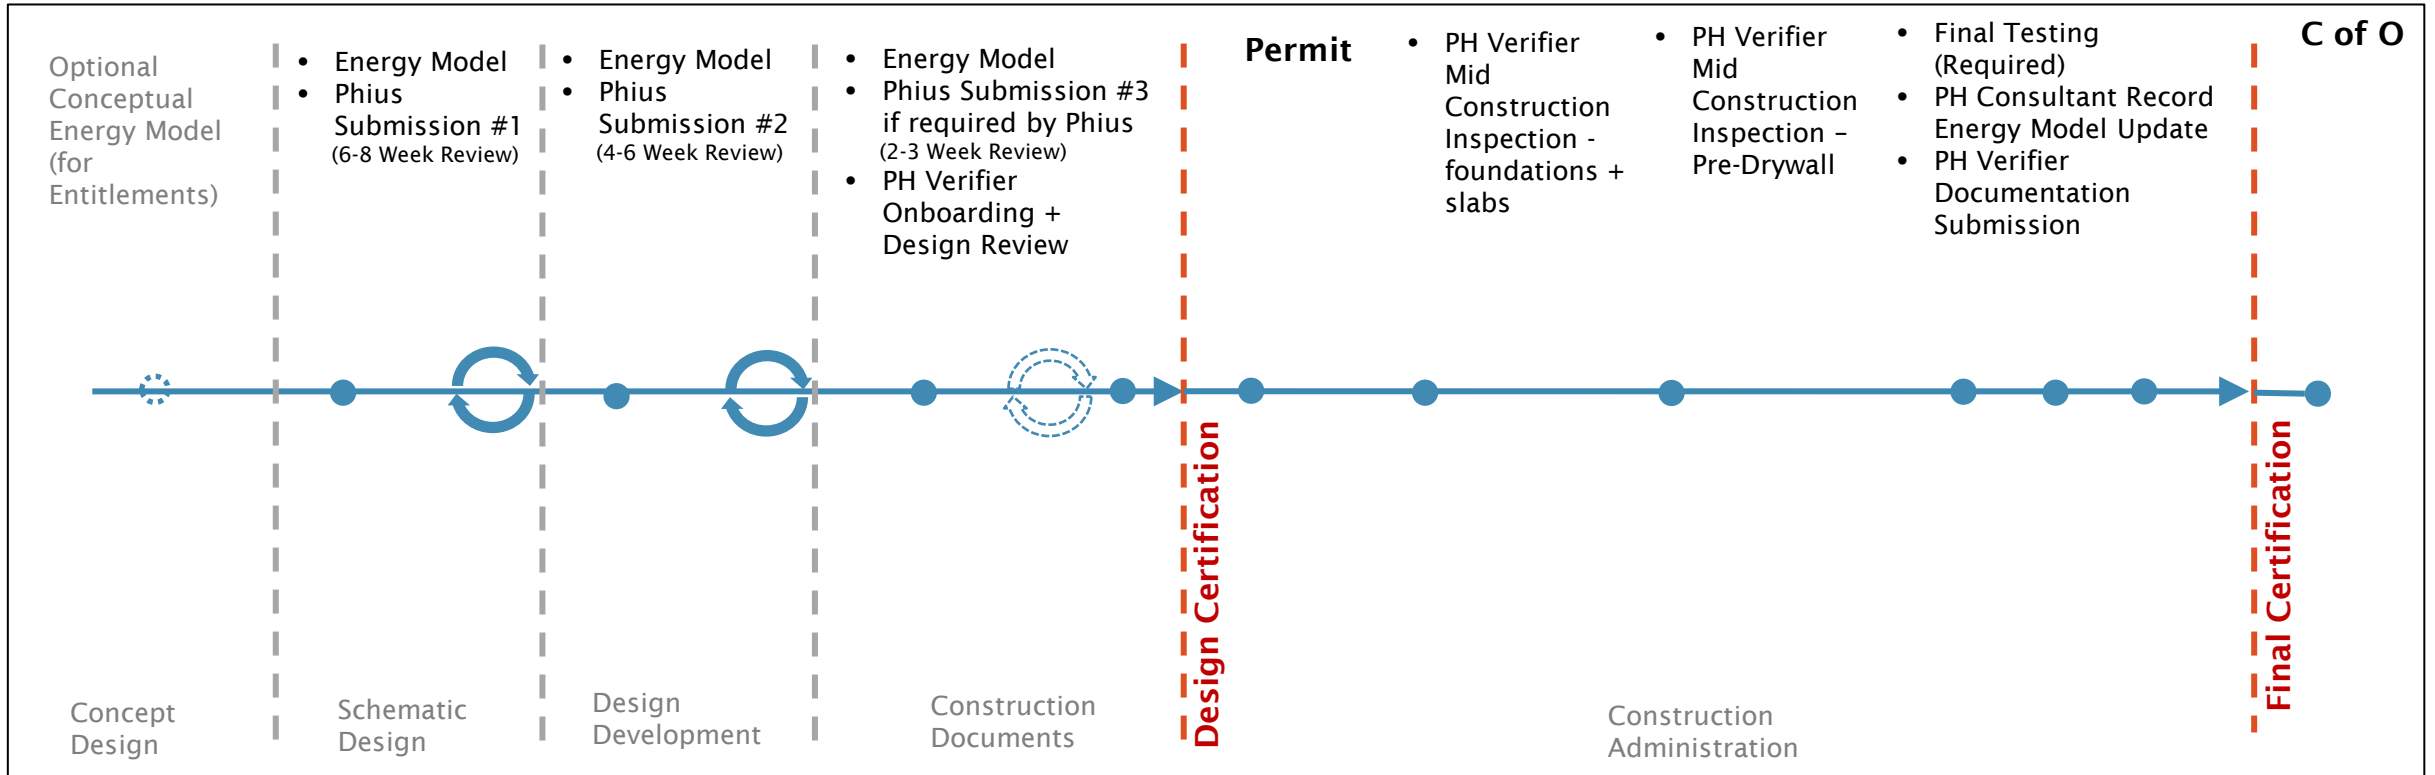 Optional
Conceptual
Energy Model
(for
Entitlements)
• Energy Model
• Phius
Submission #1
(6-8 Week Review)
• Energy Model
• Phius
Submission #2
(4-6 Week Review)
• Energy Model
• Phius Submission #3
if required by Phius
(2-3 Week Review)
• PH Verifier
Onboarding +
Design Review
Permit
• PH Verifier
Mid
Construction
Inspection -
foundations +
slabs
• PH Verifier
Mid
Construction
Inspection –
Pre-Drywall
• Final Testing
(Required)
• PH Consultant Record
Energy Model Update
• PH Verifier
Documentation
Submission
C of O
Design Certification
Final Certification
Concept
Design
Schematic
Design
Design
Development
Construction
Documents
Construction
Administration